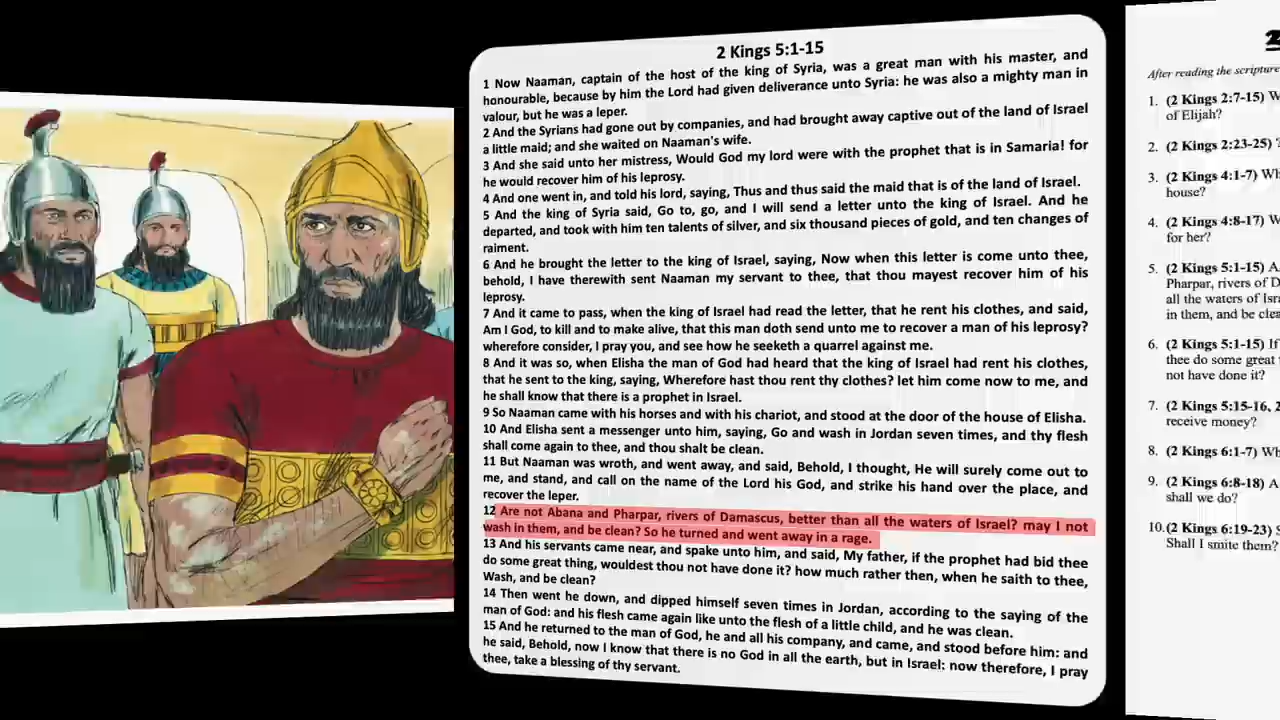 2 Kings 5:1-15
1 Now Naaman, captain of the host of the king of Syria, was a great man with his master, and
honourable, because by him the Lord had given deliverance unto Syria: he was also a mighty man in
valour, but he was a leper.
2 And the Syrians had gone out by companies, and had brought away captive out of the land of Israel
a little maid; and she waited on Naaman's wife.
3 And she said unto her mistress, Would God my lord were with the prophet that is in Samaria! for
he would recover him of his leprosy.
4 And one went in, and told his lord, saying, Thus and thus said the maid that is of the land of Israel.
5 And the king of Syria said, Go to, go, and I will send a letter unto the king of Israel. And he
departed, and took with him ten talents of silver, and six thousand pieces of gold, and ten changes of
raiment.
6 And he brought the letter to the king of Israel, saying, Now when this letter is come unto thee,
behold, I have therewith sent Naaman my servant to thee, that thou mayest recover him of his
leprosy.
7 And it came to pass, when the king of Israel had read the letter, that he rent his clothes, and said,
Am I God, to kill and to make alive, that this man doth send unto me to recover a man of his leprosy?
wherefore consider, I pray you, and see how he seeketh a quarrel against me.
8 And it was so, when Elisha the man of God had heard that the king of Israel had rent his clothes,
that he sent to the king, saying, Wherefore hast thou rent thy clothes? let him come now to me, and
he shall know that there is a prophet in Israel.
9 So Naaman came with his horses and with his chariot, and stood at the door of the house of Elisha.
10 And Elisha sent a messenger unto him, saying, Go and wash in Jordan seven times, and thy flesh
shall come again to thee, and thou shalt be clean.
11 But Naaman was wroth, and went away, and said, Behold, I thought, He will surely come out to
me, and stand, and call on the name of the Lord his God, and strike his hand over the place, and
recover the leper.
12 Are not Abana and Pharpar, rivers of Damascus, better than all the waters of Israel? may I not
wash in them, and be clean? So he turned and went away in a rage.
13 And his servants came near, and spake unto him, and said, My father, if the prophet had bid thee
do some great thing, wouldest thou not have done it? how much rather then, when he saith to thee,
Wash, and be clean?
14 Then went he down, and dipped himself seven times in Jordan, according to the saying of the
man of God: and his flesh came again like unto the flesh of a little child, and he was clean.
15 And he returned to the man of God, he and all his company, and came, and stood before him: and
he said, Behold, now I know that there is no God in all the earth, but in Israel: now therefore, I pray
thee, take a blessing of thy servant.
After reading the scripture
1. (2 Kings 2:7-15)
of Elijah?
2. (2 Kings 2:23-25)
3. (2 Kings 4:1-7)
house?
4. (2 Kings 4:8-17)
for her?
5. (2 Kings 5:1-15)
Pharpar, rivers of
all the waters of
in them, and be
6. (2 Kings 5:1-15) If
thee do some great
not have done it?
7. (2 Kings 5:15-16,
receive money?
8. (2 Kings 6:1-7)
9. (2 Kings 6:8-18)
shall we do?
10.(2 Kings 6:19-23)
Shall I smite them?